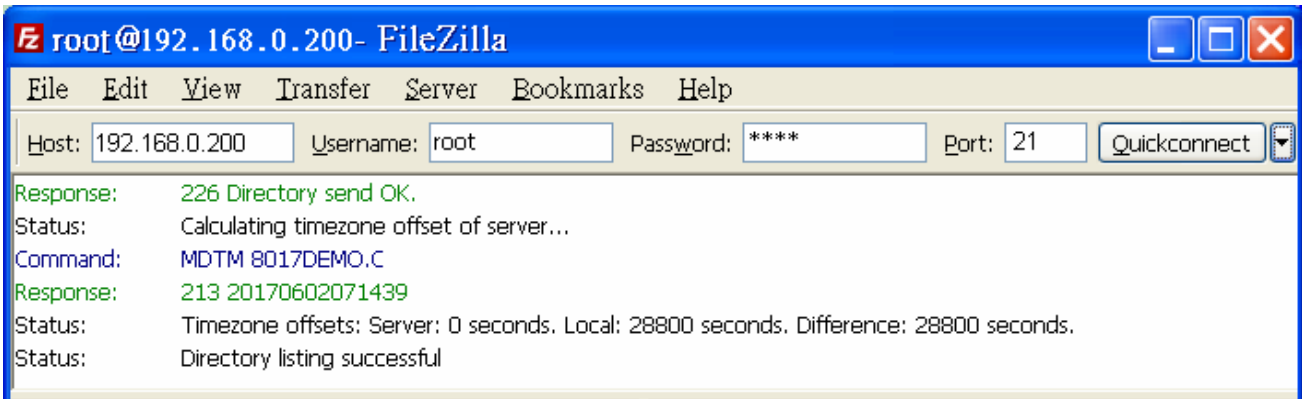 Fz root@192.168.0.200- FileZilla
File Edit View Transfer Server Bookmarks Help
Host: 192.168.0.200 Username: root Password: **** Port: 21 Quickconnect
Response: 226 Directory send OK.
Status: Calculating timezone offset of server...
Command: MDTM 8017DEMO.C
Response: 213 20170602071439
Status: Timezone offsets: Server: 0 seconds. Local: 28800 seconds. Difference: 28800 seconds.
Status: Directory listing successful